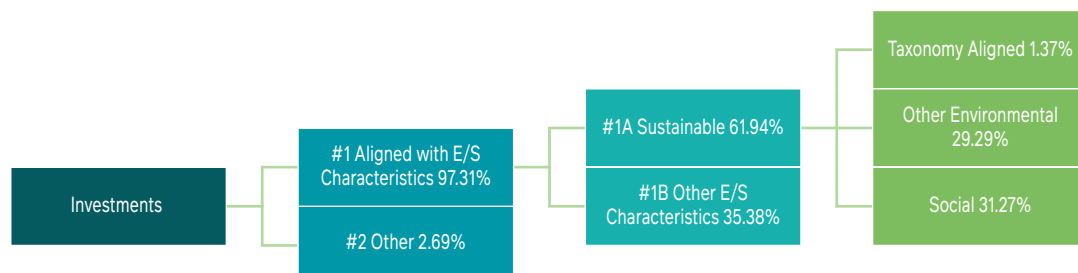 Investments
#1 Aligned with E/S
Characteristics 97.31%
#2 Other 2.69%
#1A Sustainable 61.94%
#1B Other E/S
Characteristics 35.38%
Taxonomy Aligned 1.37%
Other Environmental
29.29%
Social 31.27%